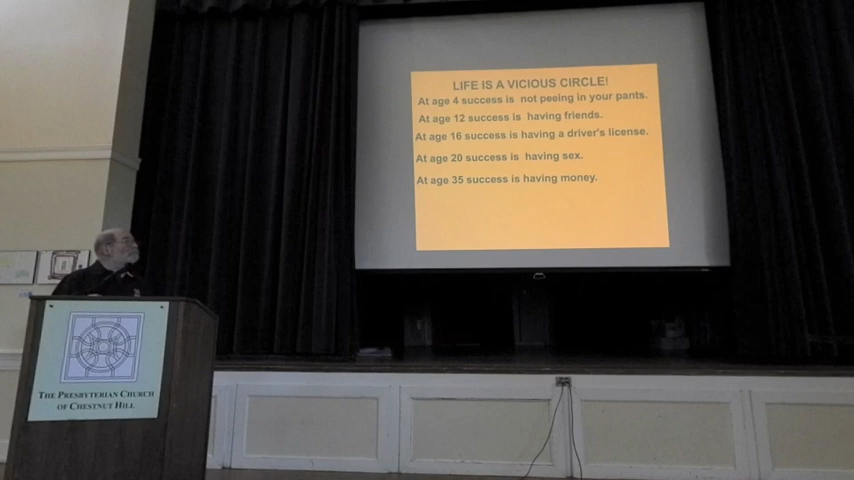 LIFE IS A VICIOUS CIRCLE!
At age 4 success is not peeing in your pants.
At age 12 success is having friends.
At age 16 success is having a driver's license.
At age 20 success is having sex.
At age 35 success is having money.
THE PRESBYTERIAN CHURCH
OF CHESTNUT HILL